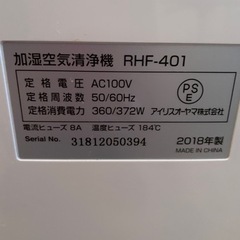 加湿空気清浄機 RHF-401
定格電圧 AC100V
定格周波数 50/60Hz
定格消費電力 360/372W
PSE
アイリスオーヤマ株式会社
電流ヒューズ 8A 温度ヒューズ 184℃
Serial No. 31812050394
2018年製
MADE IN CHINA